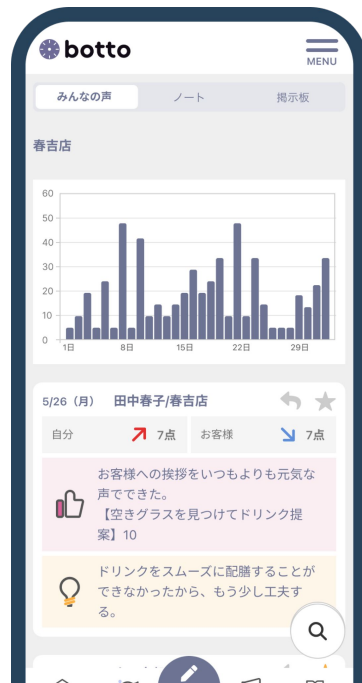 botto
MENU
みんなの声
ノート
掲示板
春吉店
60
50
40
30
20
10
0
1日
8日
15日
22日
29日
5/26（月） 田中春子/春吉店
自分
7点
お客様
7点
お客様への挨拶をいつもよりも元気な
声でできた。
【空きグラスを見つけてドリンク提
案】10
ドリンクをスムーズに配膳することが
できなかったから、もう少し工夫す
る。